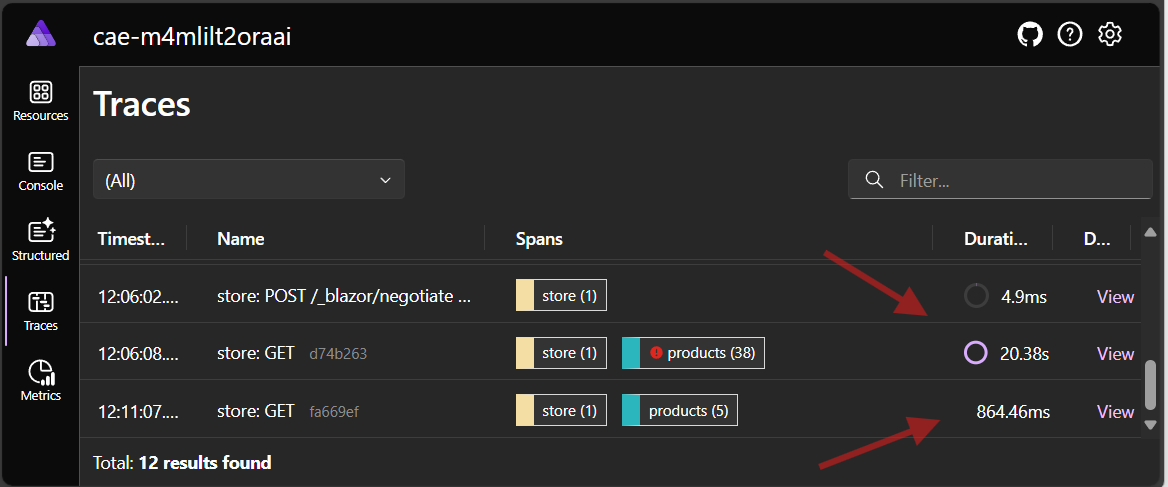 cae-m4mlilt2oraai
Resources
Console
Structured
Traces
Metrics
Traces
(All)
Filter...
Timest... Name Spans Durati... D...
12:06:02.... store: POST /_blazor/negotiate ... store (1) 4.9ms View
12:06:08.... store: GET d74b263 store (1) products (38) 20.38s View
12:11:07.... store: GET fa669ef store (1) products (5) 864.46ms View
Total: 12 results found